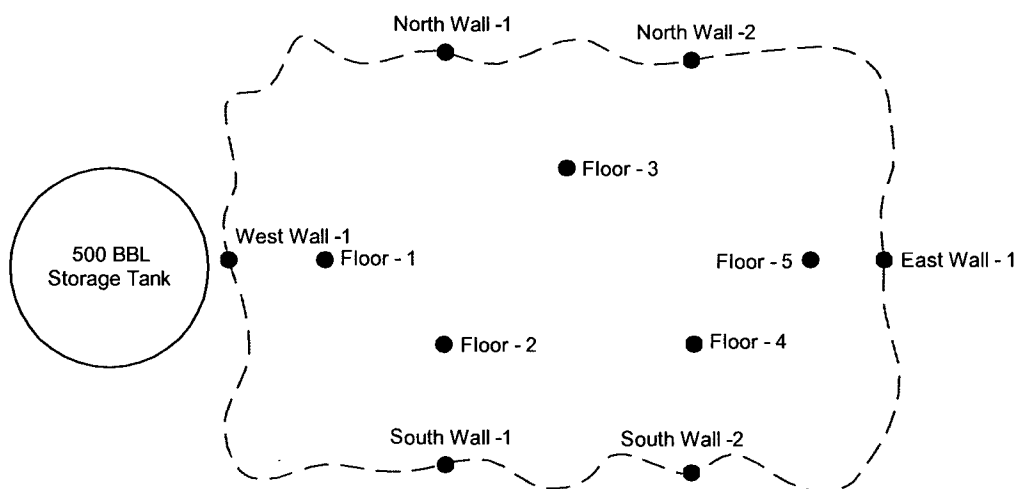 North Wall -1
North Wall -2
Floor - 3
West Wall -1
500 BBL
Storage Tank
Floor - 1
Floor - 5
East Wall - 1
Floor - 2
Floor - 4
South Wall -1
South Wall -2